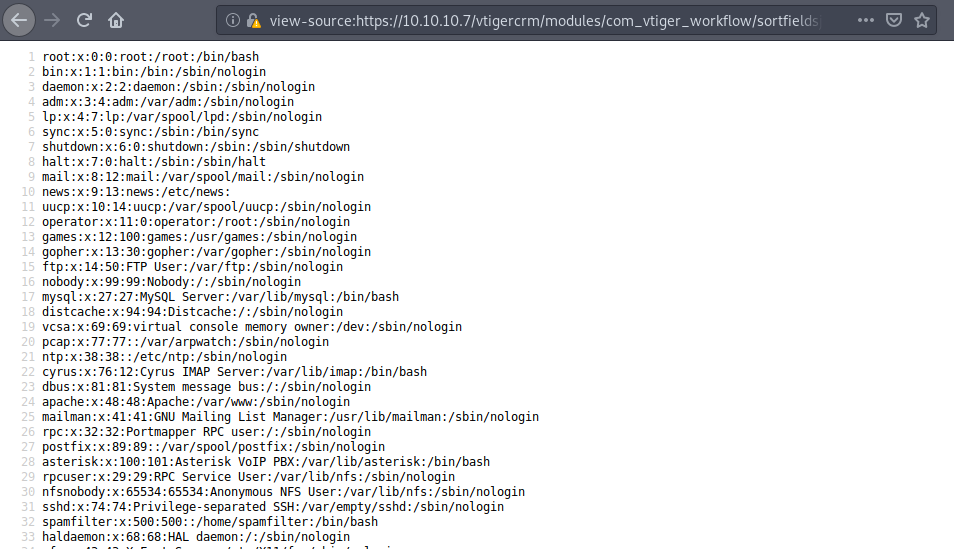 view-source:https://10.10.10.7/vtigercrm/modules/com_vtiger_workflow/sortfields
1 root:x:0:0:root:/root:/bin/bash
2 bin:x:1:1:bin:/bin:/sbin/nologin
3 daemon:x:2:2:daemon:/sbin:/sbin/nologin
4 adm:x:3:4:adm:/var/adm:/sbin/nologin
5 lp:x:4:7:lp:/var/spool/lpd:/sbin/nologin
6 sync:x:5:0:sync:/sbin:/bin/sync
7 shutdown:x:6:0:shutdown:/sbin:/sbin/shutdown
8 halt:x:7:0:halt:/sbin:/sbin/halt
9 mail:x:8:12:mail:/var/spool/mail:/sbin/nologin
10 news:x:9:13:news:/etc/news:
11 uucp:x:10:14:uucp:/var/spool/uucp:/sbin/nologin
12 operator:x:11:0:operator:/root:/sbin/nologin
13 games:x:12:100:games:/usr/games:/sbin/nologin
14 gopher:x:13:30:gopher:/var/gopher:/sbin/nologin
15 ftp:x:14:50:FTP User:/var/ftp:/sbin/nologin
16 nobody:x:99:99:Nobody:/:/sbin/nologin
17 mysql:x:27:27:MySQL Server:/var/lib/mysql:/bin/bash
18 distcache:x:94:94:Distcache:/:/sbin/nologin
19 vcsa:x:69:69:virtual console memory owner:/dev:/sbin/nologin
20 pcap:x:77:77::/var/arpwatch:/sbin/nologin
21 ntp:x:38:38::/etc/ntp:/sbin/nologin
22 cyrus:x:76:12:Cyrus IMAP Server:/var/lib/imap:/bin/bash
23 dbus:x:81:81:System message bus:/:/sbin/nologin
24 apache:x:48:48:Apache:/var/www:/sbin/nologin
25 mailman:x:41:41:GNU Mailing List Manager:/usr/lib/mailman:/sbin/nologin
26 rpc:x:32:32:Portmapper RPC user:/:/sbin/nologin
27 postfix:x:89:89::/var/spool/postfix:/sbin/nologin
28 asterisk:x:100:101:Asterisk VoIP PBX:/var/lib/asterisk:/bin/bash
29 rpcuser:x:29:29:RPC Service User:/var/lib/nfs:/sbin/nologin
30 nfsnobody:x:65534:65534:Anonymous NFS User:/var/lib/nfs:/sbin/nologin
31 sshd:x:74:74:Privilege-separated SSH:/var/empty/sshd:/sbin/nologin
32 spamfilter:x:500:500::/home/spamfilter:/bin/bash
33 haldaemon:x:68:68:HAL daemon:/:/sbin/nologin